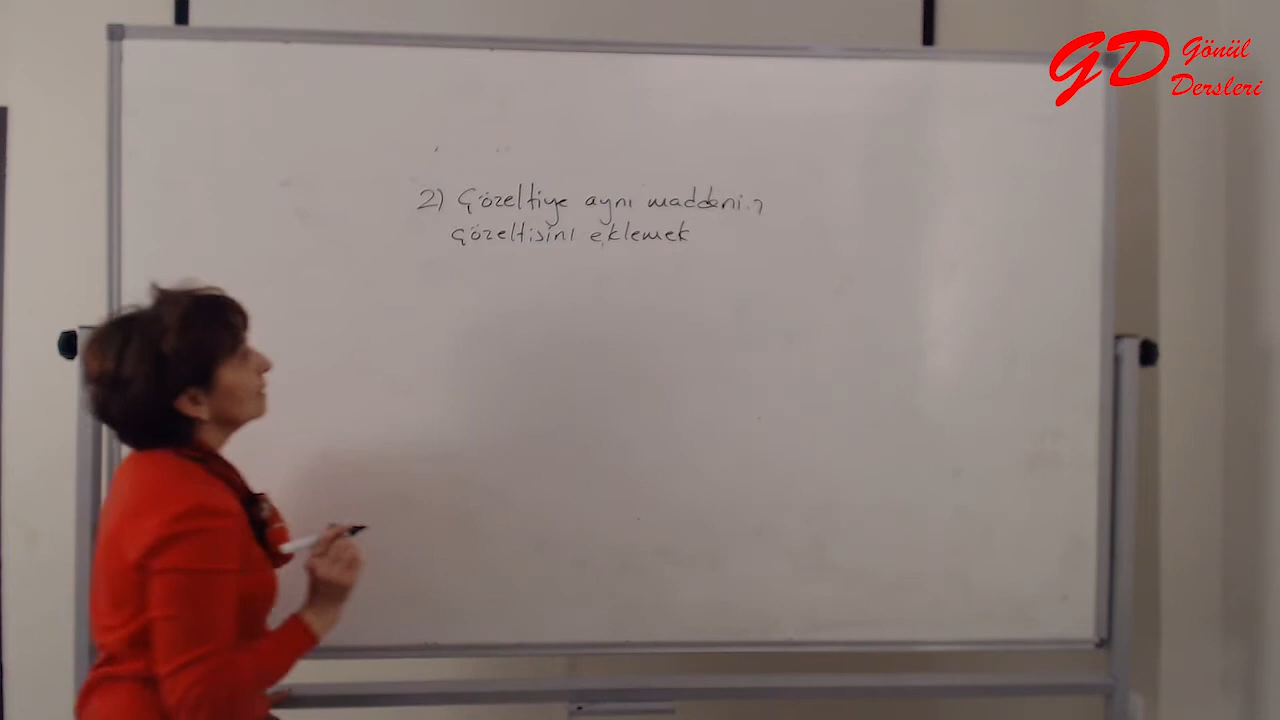 GD Gönül
Dersleri
2) Çözeltiye aynı maddenin
çözeltisini eklemek